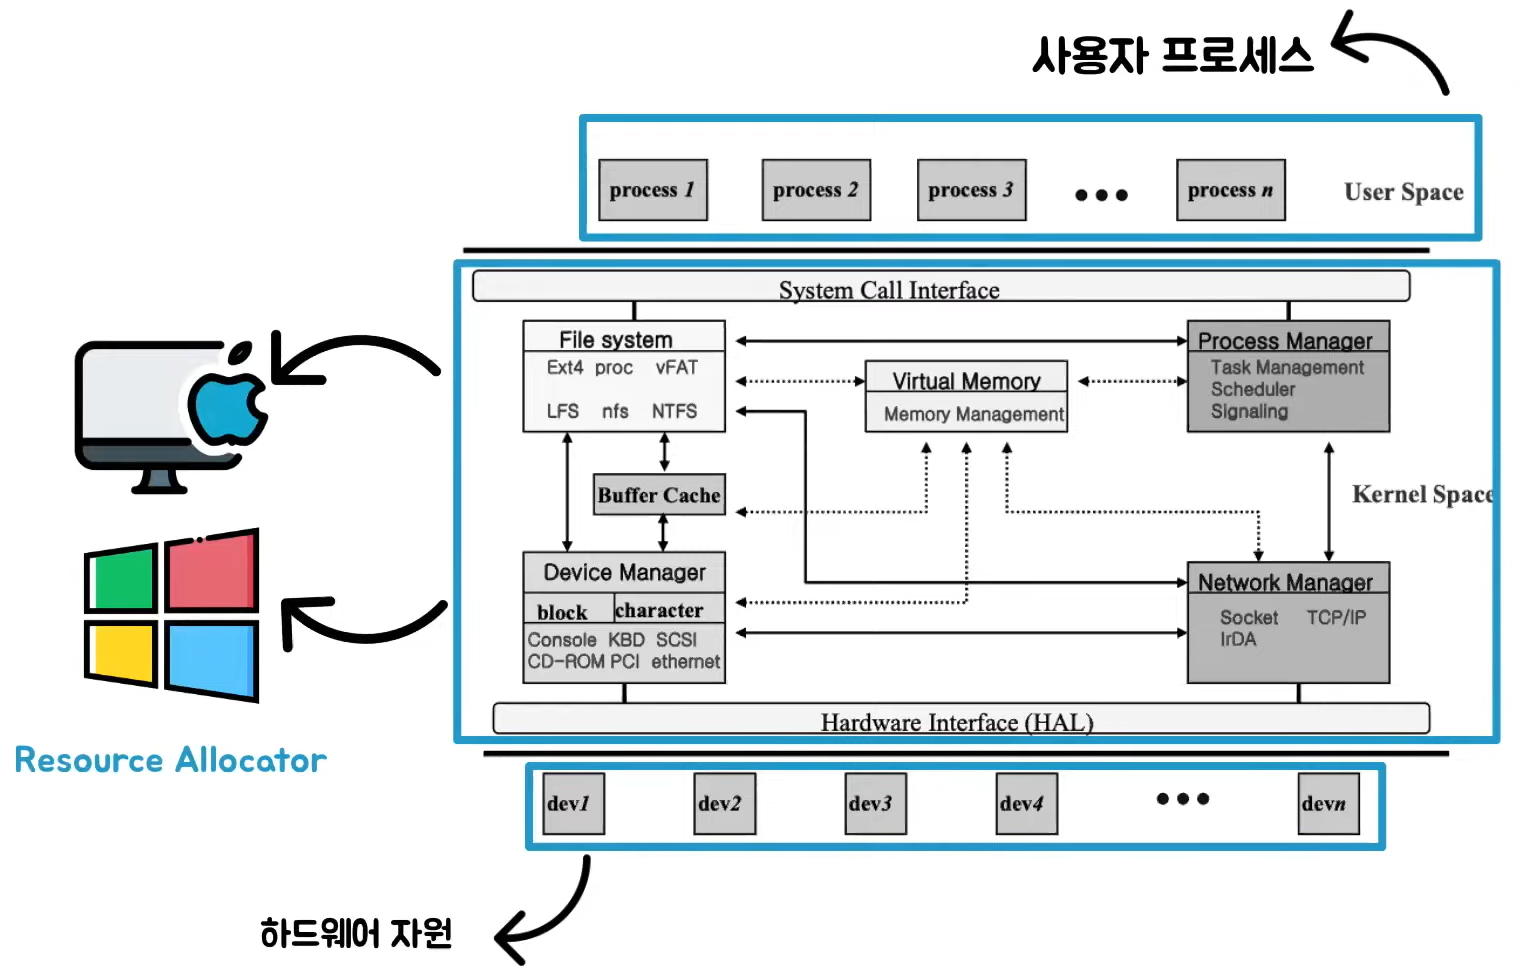 사용자 프로세스
process 1
process 2
process 3
•••
process n
User Space
System Call Interface
File system
Ext4 proc vFAT
LFS nfs NTFS
Virtual Memory
Memory Management
Process Manager
Task Management
Scheduler
Signaling
Buffer Cache
Kernel Space
Device Manager
block
character
Console KBD SCSI
CD-ROM PCI ethernet
Network Manager
Socket TCP/IP
IrDA
Hardware Interface (HAL)
Resource Allocator
dev1
dev2
dev3
dev4
•••
devn
하드웨어 자원